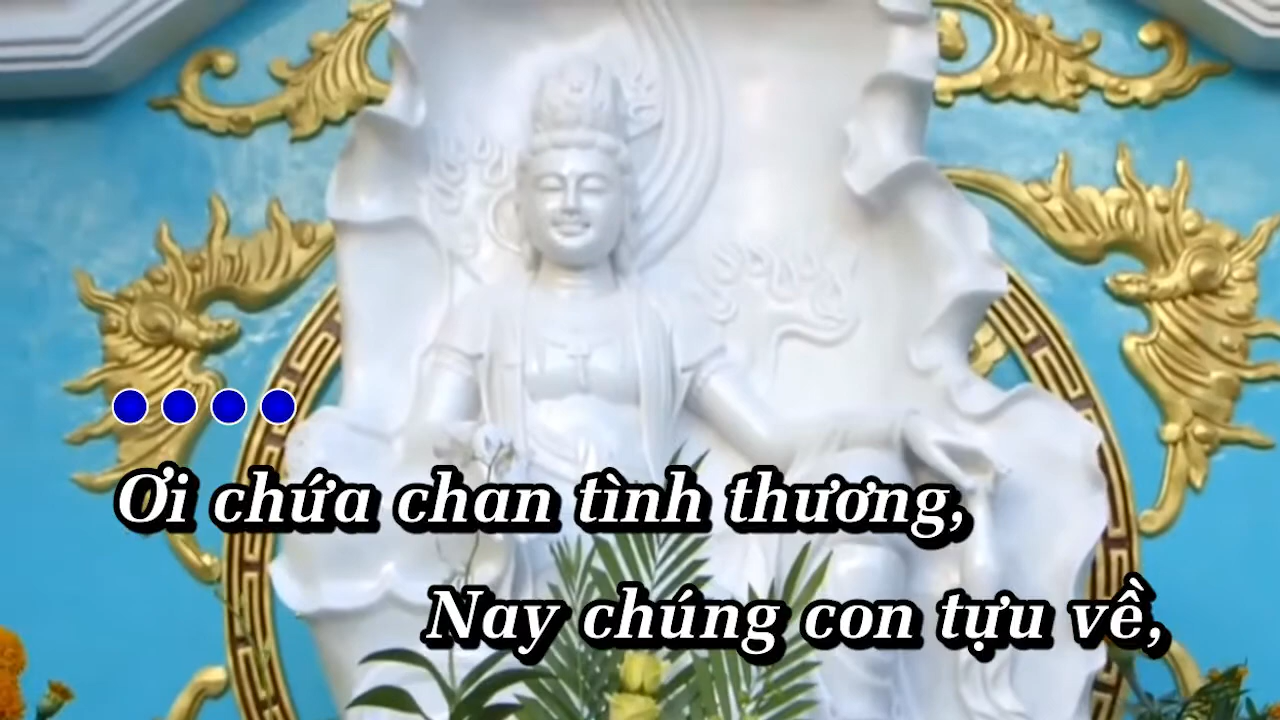 Ơi chứa chan tình thương,
Nay chúng con tựu về,